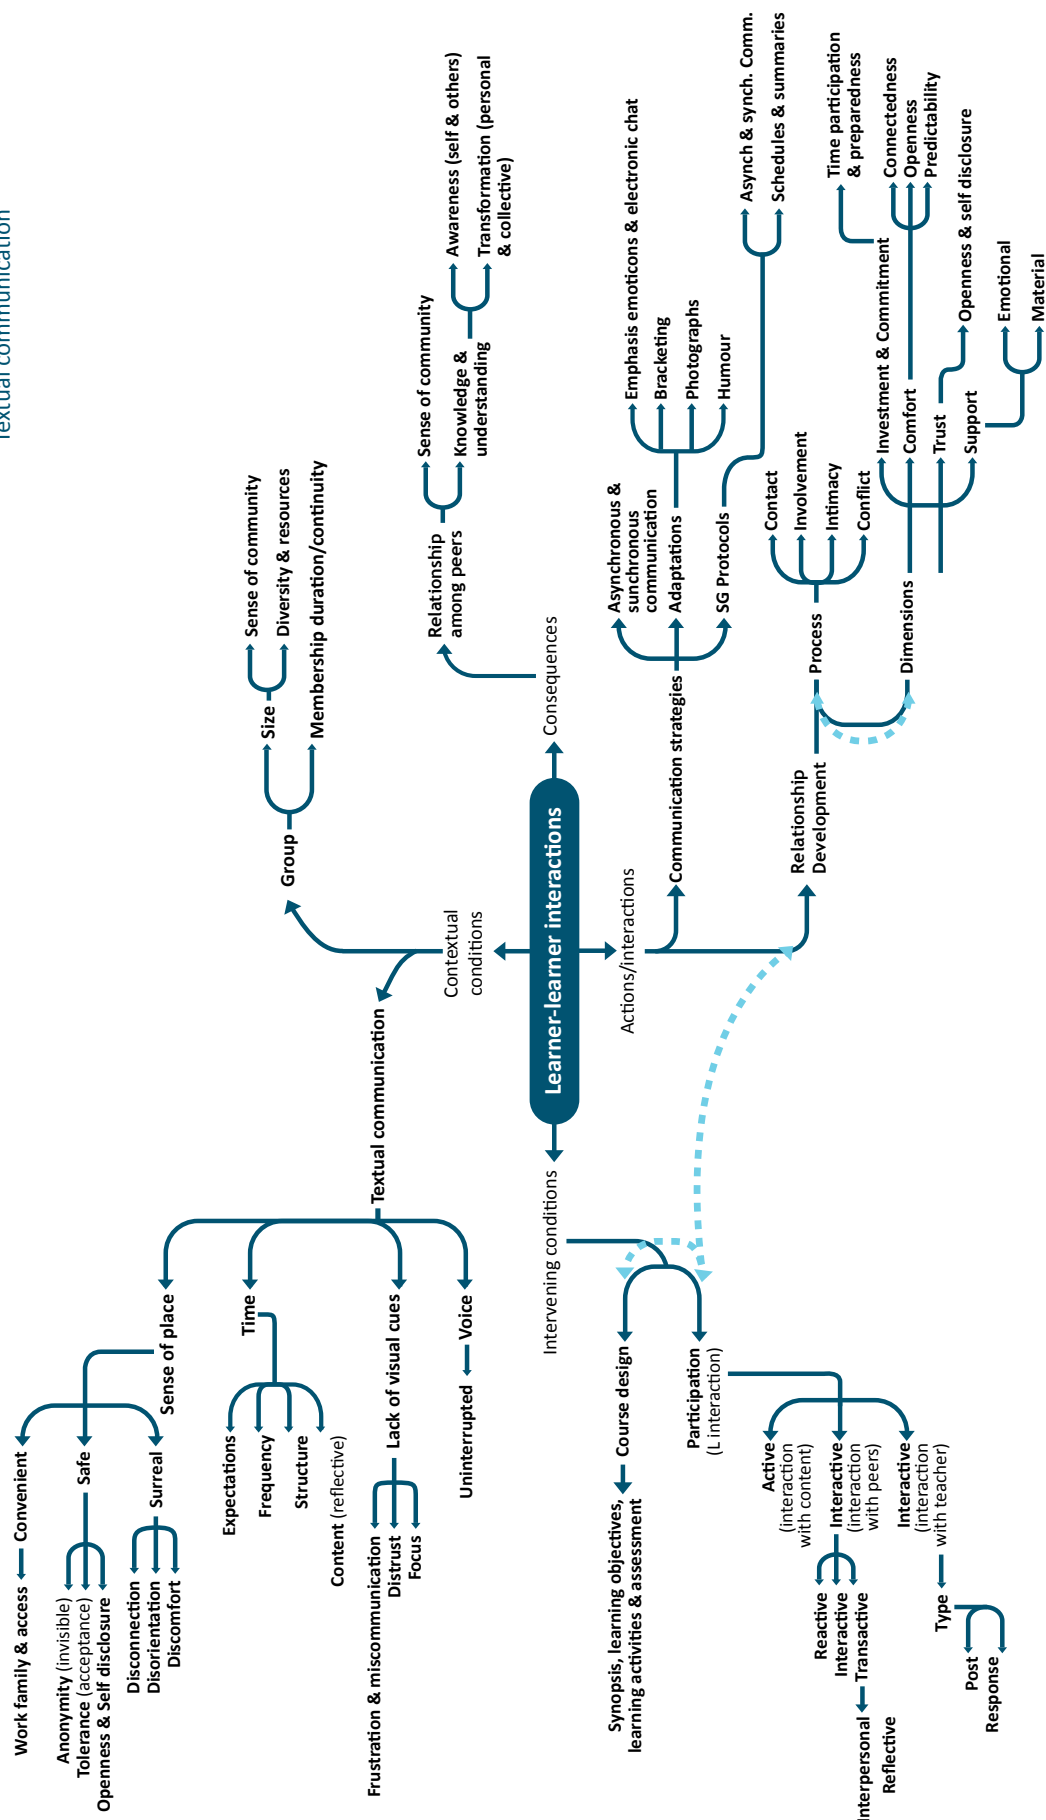 Textual communication
Work family & access
Convenient
Anonymity (invisible)
Tolerance (acceptance)
Openness & Self disclosure
Safe
Disconnection
Disorientation
Discomfort
Surreal
Sense of place
Expectations
Frequency
Structure
Content (reflective)
Time
Frustration & miscommunication
Distrust
Focus
Lack of visual cues
Uninterrupted
Voice
Textual communication
Contextual
conditions
Group
Size
Sense of community
Diversity & resources
Membership duration/continuity
Learner-learner interactions
Consequences
Relationship
among peers
Sense of community
Knowledge &
understanding
Awareness (self & others)
Transformation (personal
& collective)
Intervening conditions
Course design
Synopsis, learning objectives,
learning activities & assessment
Participation
(L interaction)
Active
(interaction
with content)
Interactive
(interaction
with peers)
Interactive
(interaction
with teacher)
Reactive
Interactive
Transactive
Interpersonal
Reflective
Type
Post
Response
Actions/interactions
Communication strategies
Asynchronous &
sunchronous
communication
Adaptations
Emphasis emoticons & electronic chat
Bracketing
Photographs
Humour
SG Protocols
Asynch & synch. Comm.
Schedules & summaries
Relationship
Development
Process
Contact
Involvement
Intimacy
Conflict
Dimensions
Investment & Commitment
Time participation
& preparedness
Comfort
Connectedness
Openness
Predictability
Trust
Openness & self disclosure
Support
Emotional
Material